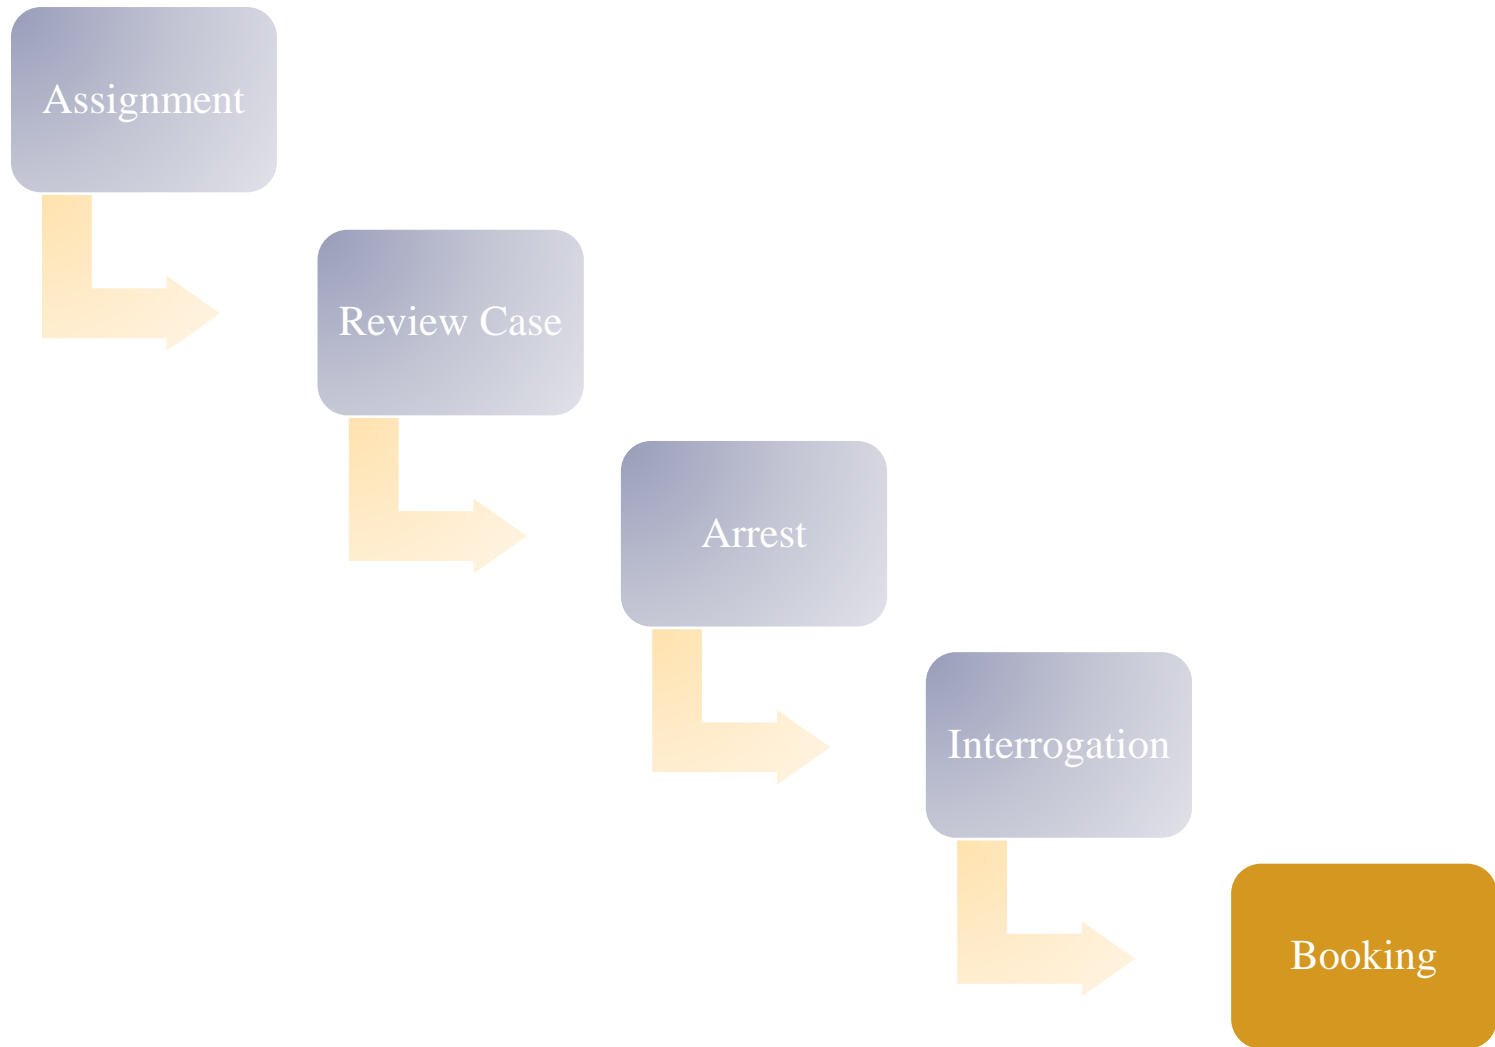 Assignment
Review Case
Arrest
Interrogation
Booking